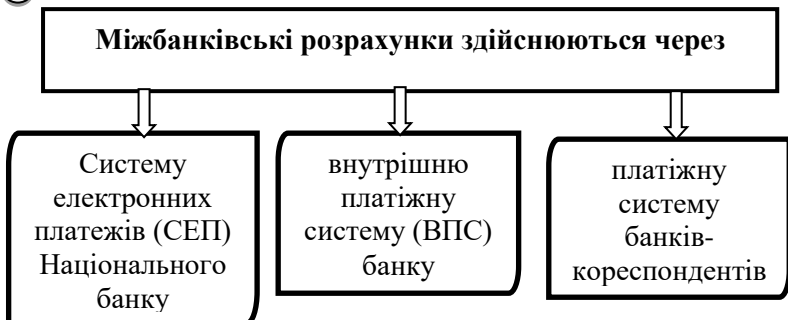 Міжбанківські розрахунки здійснюються через
Систему
електронних
платежів (СЕП)
Національного
банку
внутрішню
платіжну
систему (ВПС)
банку
платіжну
систему
банків-
кореспондентів